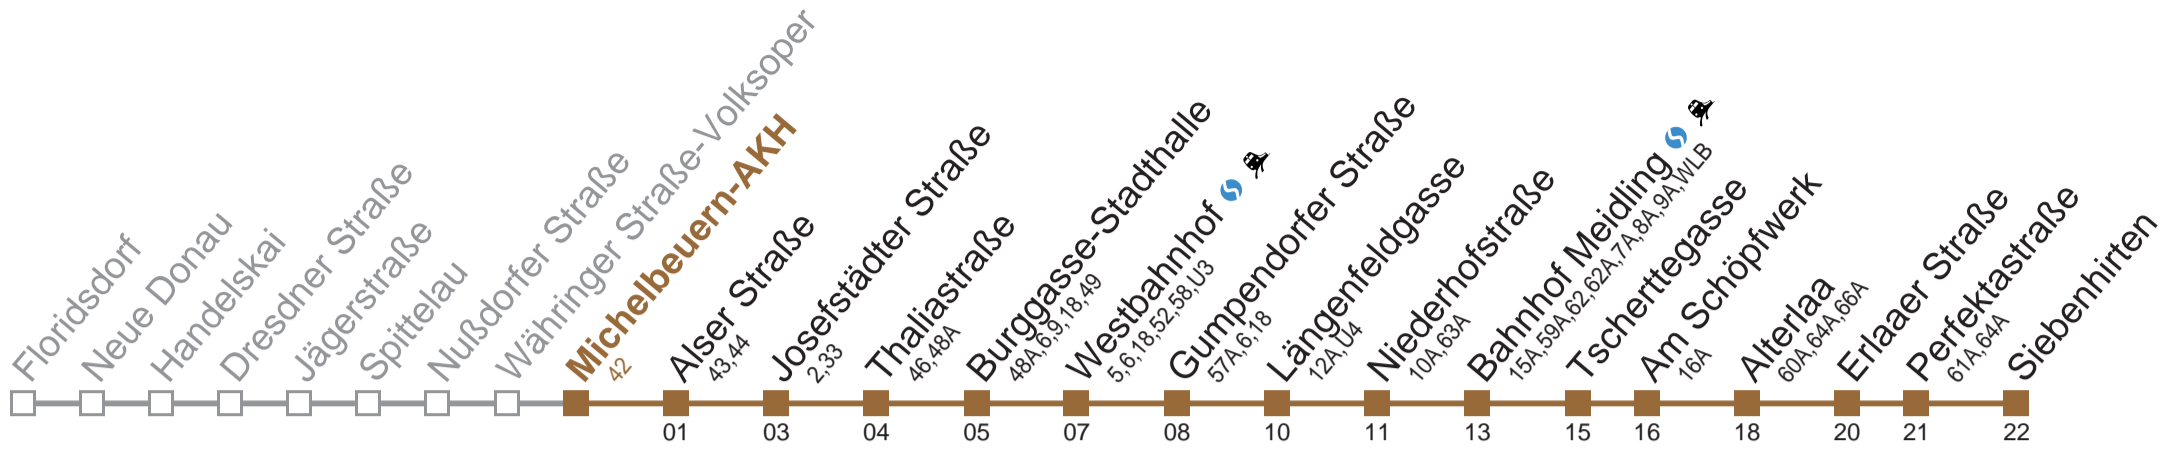 Floridsdorf
Neue Donau
Handelskai
Dresdner Straße
Jägerstraße
Spittelau
Nußdorfer Straße
Währinger Straße-Volksoper
Michelbeuern-AKH
42
Alser Straße
43,44
Josefstädter Straße
2,33
Thaliastraße
46,48A
Burggasse-Stadthalle
48A,6,9,18,49
Westbahnhof
5,6,18,52,58,U3
Gumpendorfer Straße
57A,6,18
Längenfeldgasse
12A,U4
Niederhofstraße
10A,63A
Bahnhof Meidling
15A,59A,62,62A,7A,8A,9A,WLB
Tscherttegasse
Am Schöpfwerk
16A
Alterlaa
60A,64A,66A
Erlaaer Straße
Perfektastraße
61A,64A
Siebenhirten
01 03 04 05 07 08 10 11 13 15 16 18 20 21 22